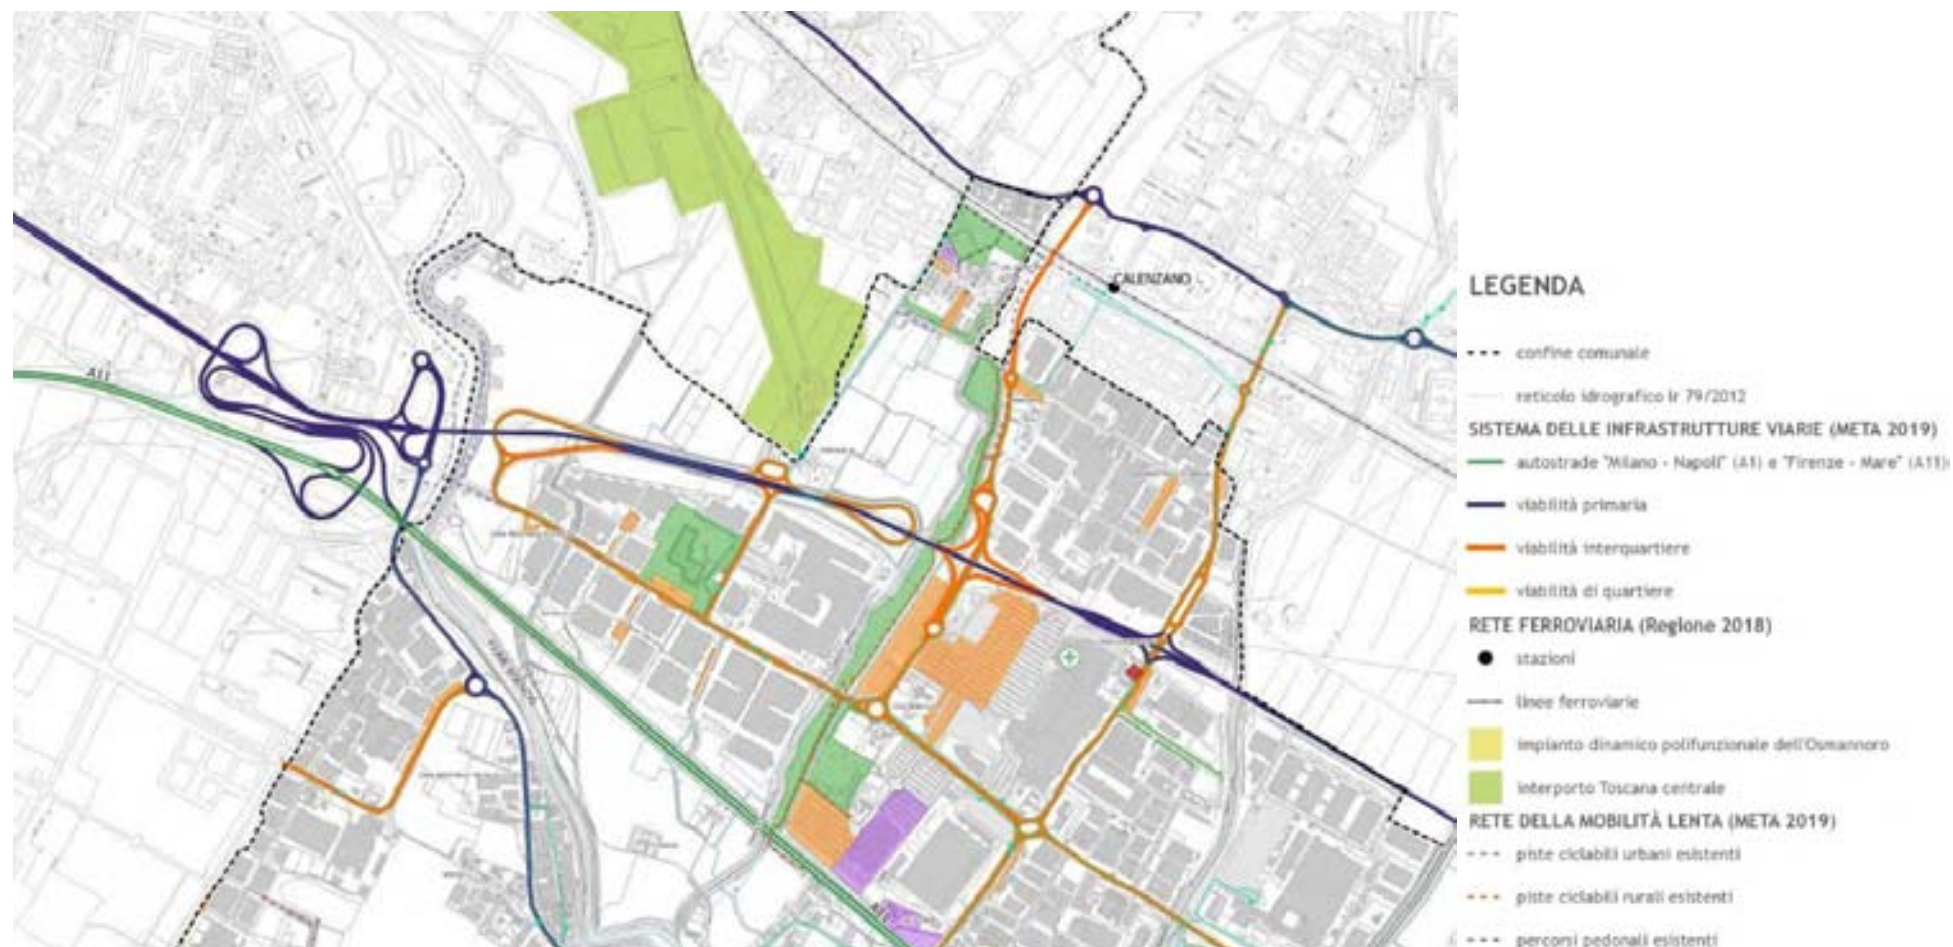 A11
CALENZANO
LEGENDA
confine comunale
reticolo idrografico lr 79/2012
SISTEMA DELLE INFRASTRUTTURE VIARIE (META 2019)
autostrade "Milano - Napoli" (A1) e "Firenze - Mare" (A11)
viabilità primaria
viabilità interquartiere
viabilità di quartiere
RETE FERROVIARIA (Regione 2018)
stazioni
linee ferroviarie
impianto dinamico polifunzionale dell'Osmannoro
interporto Toscana centrale
RETE DELLA MOBILITÀ LENTA (META 2019)
piste ciclabili urbani esistenti
piste ciclabili rurali esistenti
percorsi pedonali esistenti